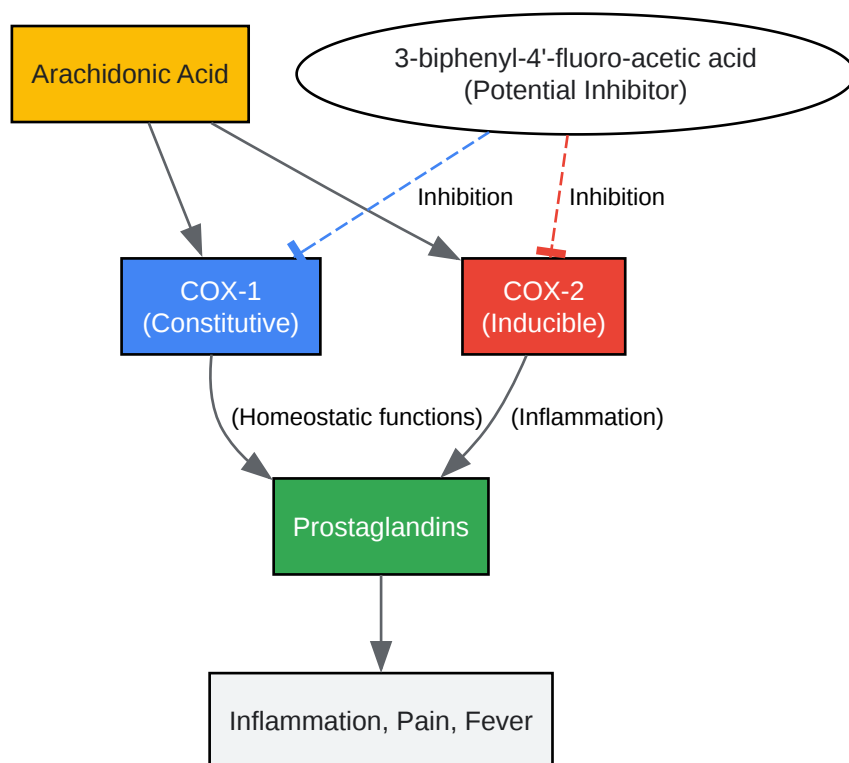 Arachidonic Acid
3-biphenyl-4'-fluoro-acetic acid
(Potential Inhibitor)
Inhibition
Inhibition
COX-1
(Constitutive)
COX-2
(Inducible)
(Homeostatic functions)
(Inflammation)
Prostaglandins
Inflammation, Pain, Fever